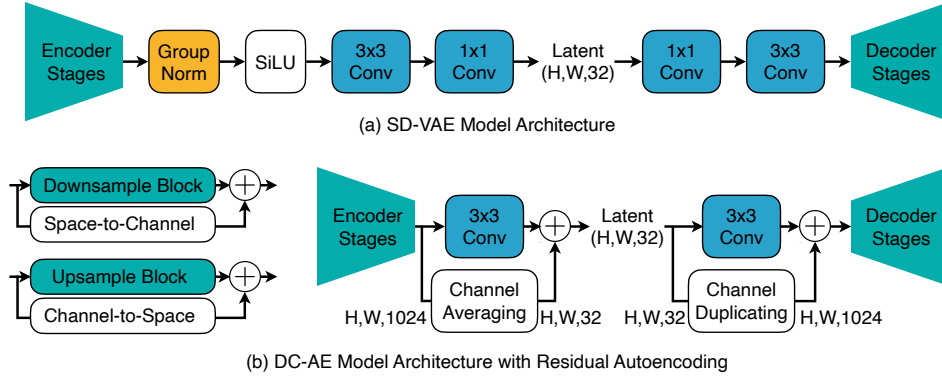 Encoder
Stages
Group
Norm
SiLU
3x3
Conv
1x1
Conv
Latent
(H,W,32)
1x1
Conv
3x3
Conv
Decoder
Stages
(a) SD-VAE Model Architecture
Downsample Block
Space-to-Channel
Upsample Block
Channel-to-Space
Encoder
Stages
3x3
Conv
Channel
Averaging
H,W,1024
H,W,32
Latent
(H,W,32)
3x3
Conv
Channel
Duplicating
H,W,32
H,W,1024
Decoder
Stages
(b) DC-AE Model Architecture with Residual Autoencoding